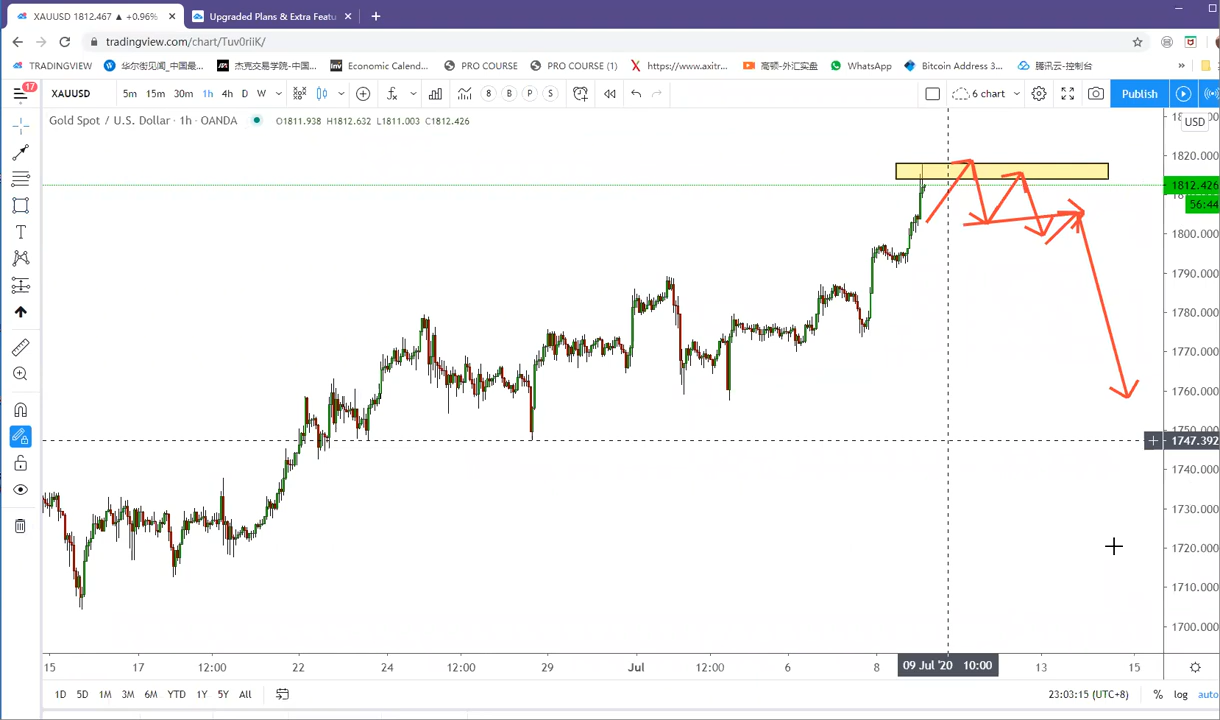 XAUUSD 1812.467 ▲ +0.96% × Upgraded Plans & Extra Featu × +
tradingview.com/chart/Tuv0riiK/
TRADINGVIEW 华尔街见闻_中国最... 杰克交易学院-中国... Economic Calend... PRO COURSE PRO COURSE (1) https://www.axitr... 高顿-外汇实盘 WhatsApp Bitcoin Address 3... 腾讯云-控制台 »
17 XAUUSD 5m 15m 30m 1h 4h D W 8 B P S 6 chart Publish
Gold Spot / U.S. Dollar · 1h · OANDA O1811.938 H1812.632 L1811.003 C1812.426
USD
1820.000
1812.426
56:44
1800.000
1790.000
1780.000
1770.000
1760.000
1747.392
1740.000
1730.000
1720.000
1710.000
1700.000
15 17 12:00 22 24 12:00 29 Jul 12:00 6 8 09 Jul '20 10:00 13 15
1D 5D 1M 3M 6M YTD 1Y 5Y All 23:03:15 (UTC+8) % log auto